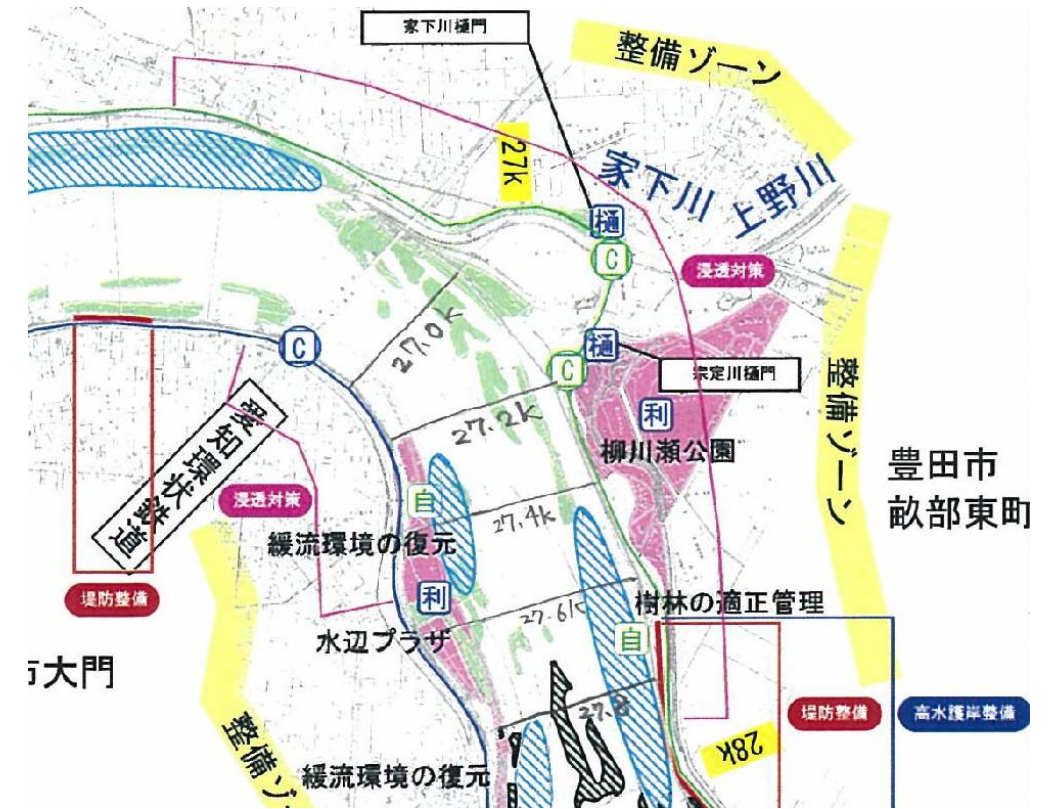 家下川樋門
整備ゾーン
27k
家下川
上野川
樋
C
浸透対策
27.0k
C
樋
C
宗定川樋門
27.2k
利
柳川瀬公園
整備ゾーン
豊田市
畝部東町
愛知環状鉄道
浸透対策
自
27.4k
緩流環境の復元
堤防整備
利
27.6k
樹林の適正管理
水辺プラザ
自
市大門
27.8
堤防整備
高水護岸整備
28k
整備ゾー
緩流環境の復元